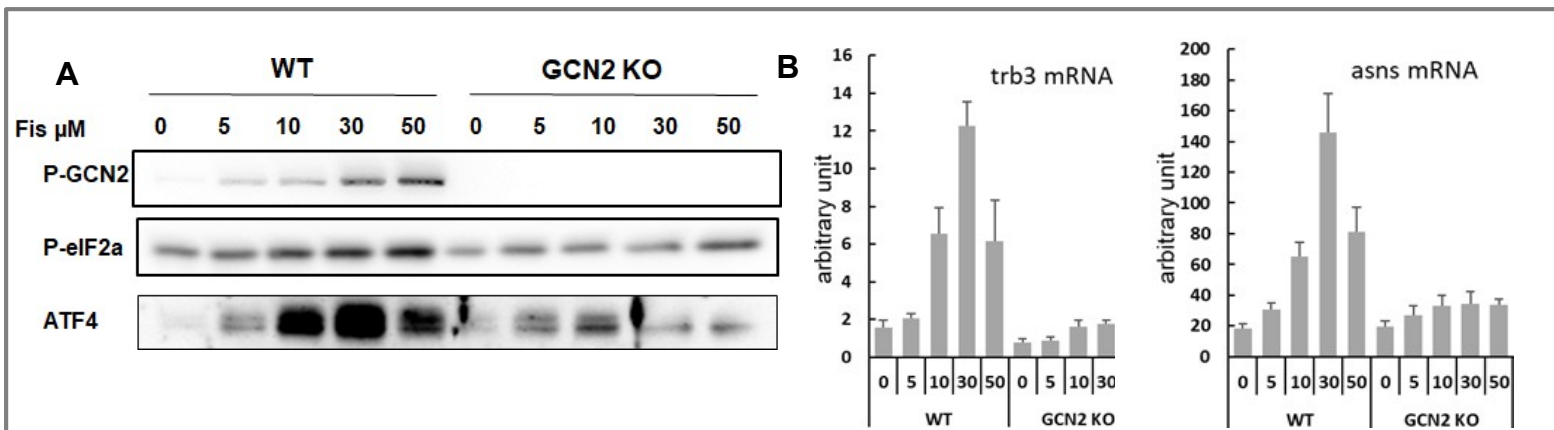 A
WT
GCN2 KO
Fis µM
0 5 10 30 50 0 5 10 30 50
P-GCN2
P-eIF2a
ATF4
B
trb3 mRNA
arbitrary unit
16
14
12
10
8
6
4
2
0
0 5 10 30 50 0 5 10 30
WT GCN2 KO
asns mRNA
arbitrary unit
200
180
160
140
120
100
80
60
40
20
0
0 5 10 30 50 0 5 10 30 50
WT GCN2 KO